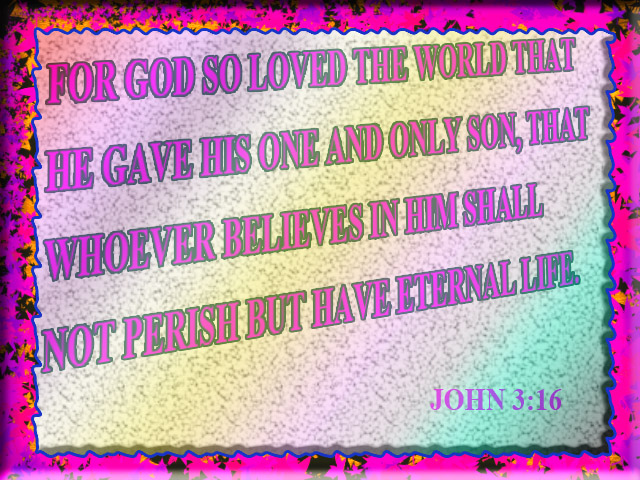 FOR GOD SO LOVED THE WORLD THAT
HE GAVE HIS ONE AND ONLY SON, THAT
WHOEVER BELIEVES IN HIM SHALL
NOT PERISH BUT HAVE ETERNAL LIFE.
JOHN 3:16